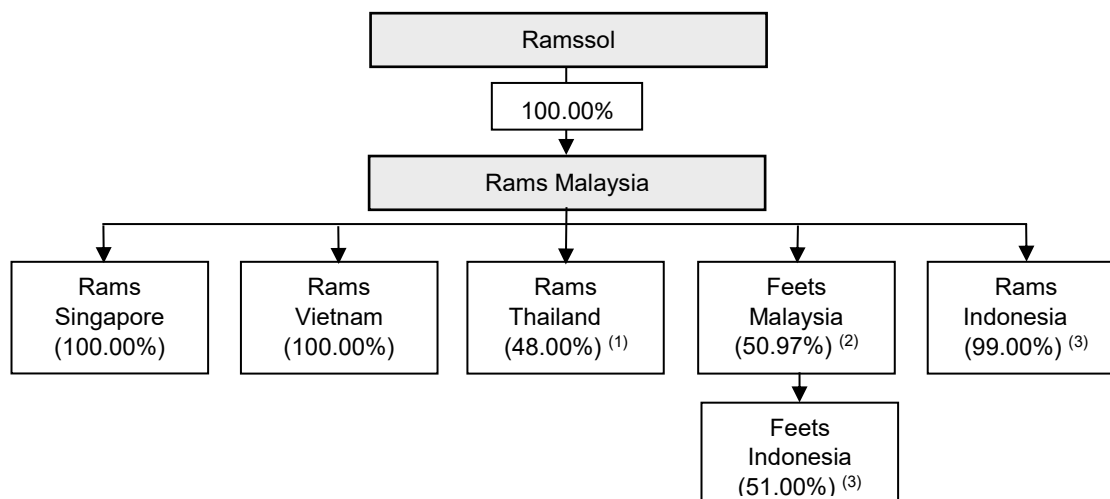 Ramssol
100.00%
Rams Malaysia
Rams
Singapore
(100.00%)
Rams
Vietnam
(100.00%)
Rams
Thailand
(48.00%) (1)
Feets
Malaysia
(50.97%) (2)
Rams
Indonesia
(99.00%) (3)
Feets
Indonesia
(51.00%) (3)